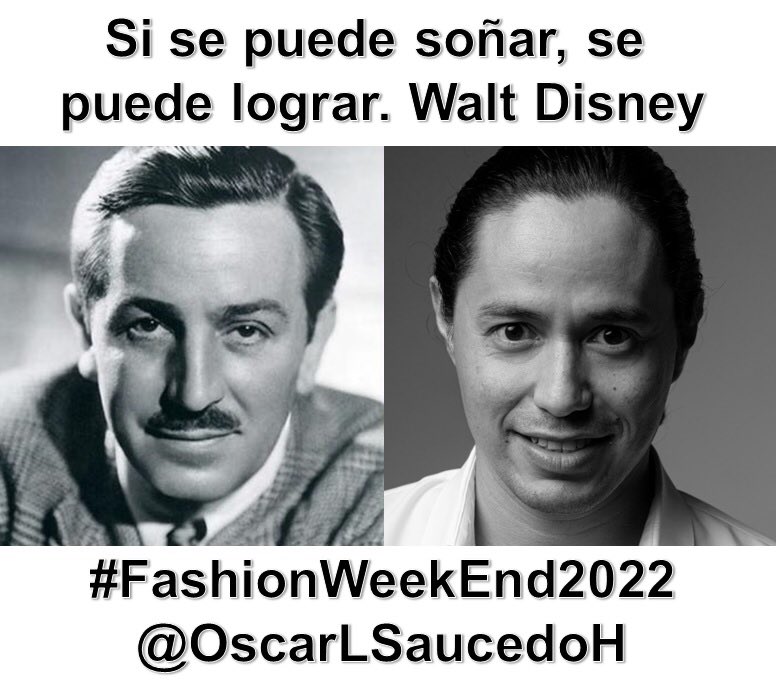 Si se puede soñar, se
puede lograr. Walt Disney
#FashionWeekEnd2022
@OscarLSaucedoH